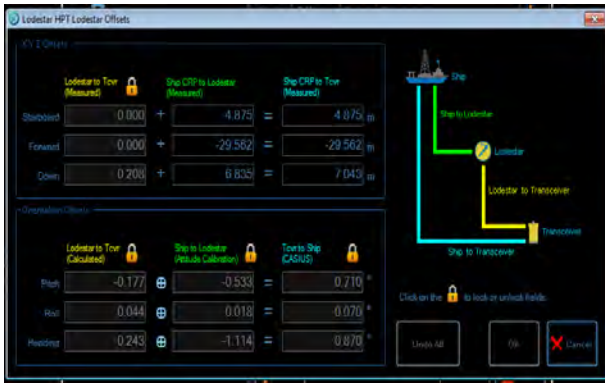 Lodestar HPT Lodestar Offsets
XYZ Offsets
Lodestar to Tcvr (Measured) Ship CRP to Lodestar (Measured) Ship CRP to Tcvr (Measured)
Starboard 0.000 + 4.875 = 4.875 m
Forward 0.000 + -29.562 = -29.562 m
Down 0.208 + 6.835 = 7.043 m
Orientation Offsets
Lodestar to Tcvr (Calculated) Ship to Lodestar (Attitude Calibration) Tcvr to Ship (CASIUS)
Pitch -0.177 ⊕ -0.533 = 0.710 °
Roll 0.044 ⊕ 0.018 = -0.070 °
Heading 0.243 ⊕ -1.114 = 0.870 °
Ship
Ship to Lodestar
Lodestar
Lodestar to Transceiver
Transceiver
Ship to Transceiver
Click on the to lock or unlock fields.
Undo All Ok Cancel